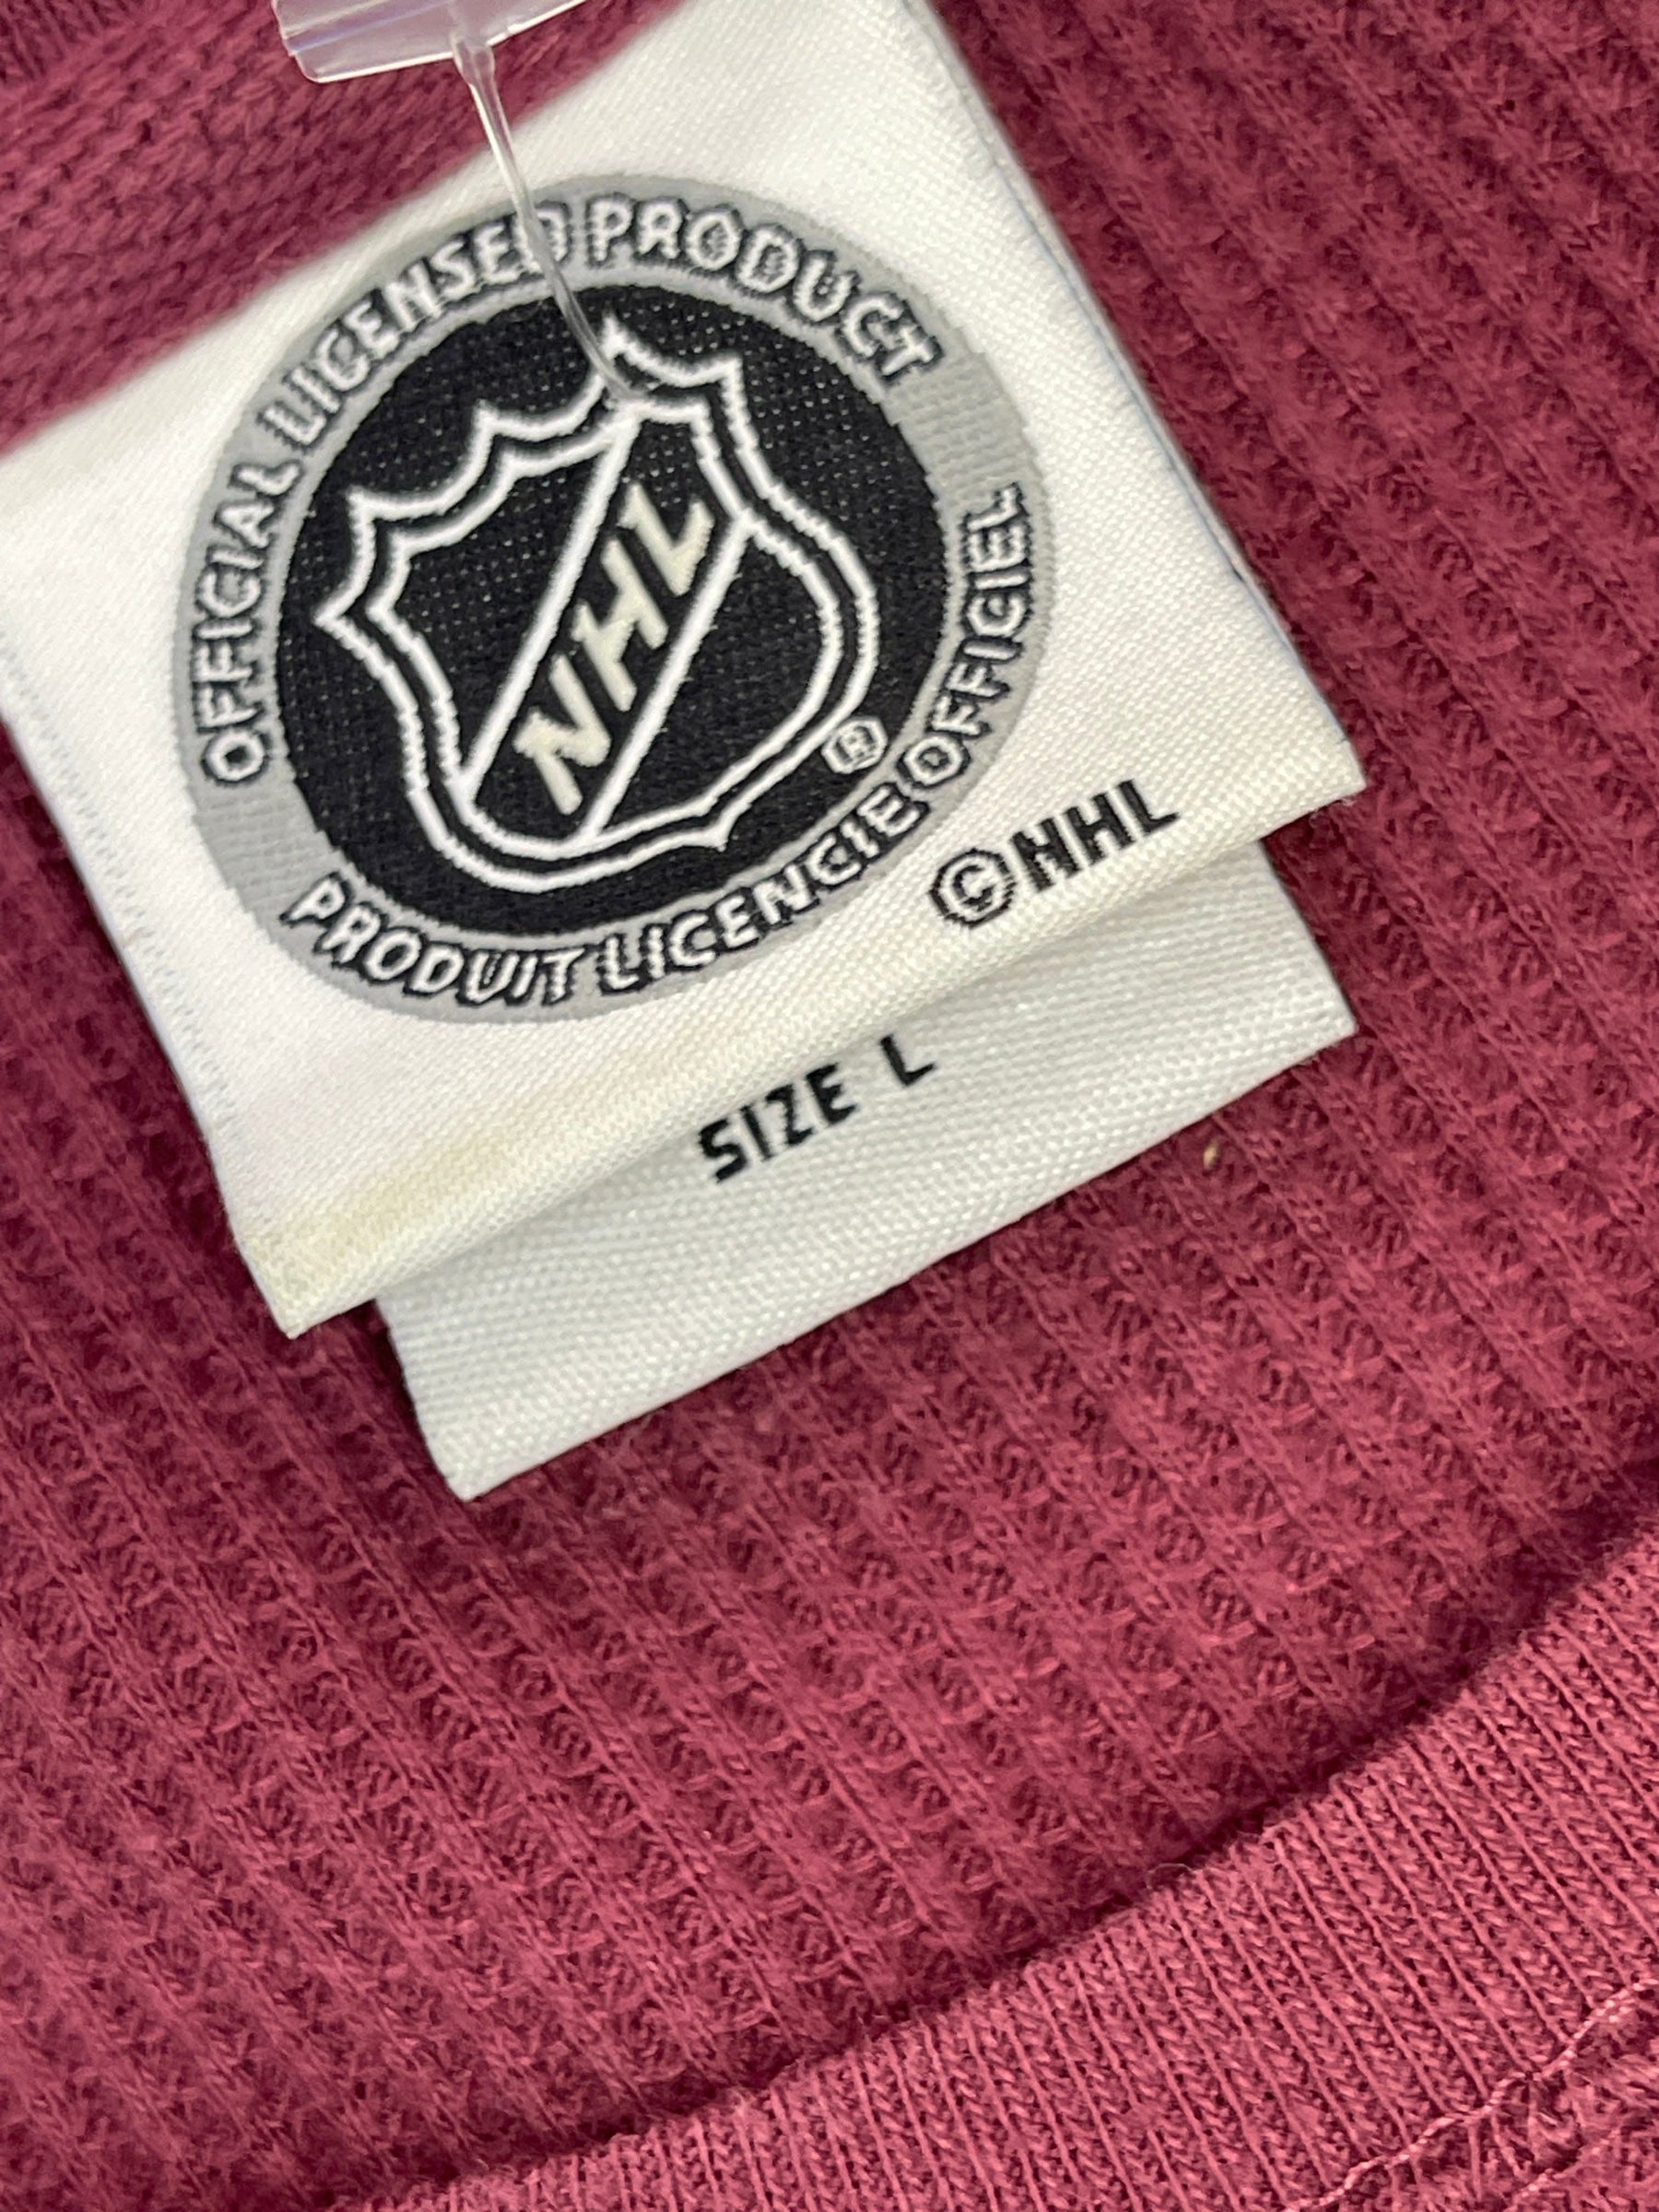 OFFICIAL LICENSED PRODUCT
NHL
®
PRODUIT LICENCIE OFFICIEL
©NHL
SIZE L